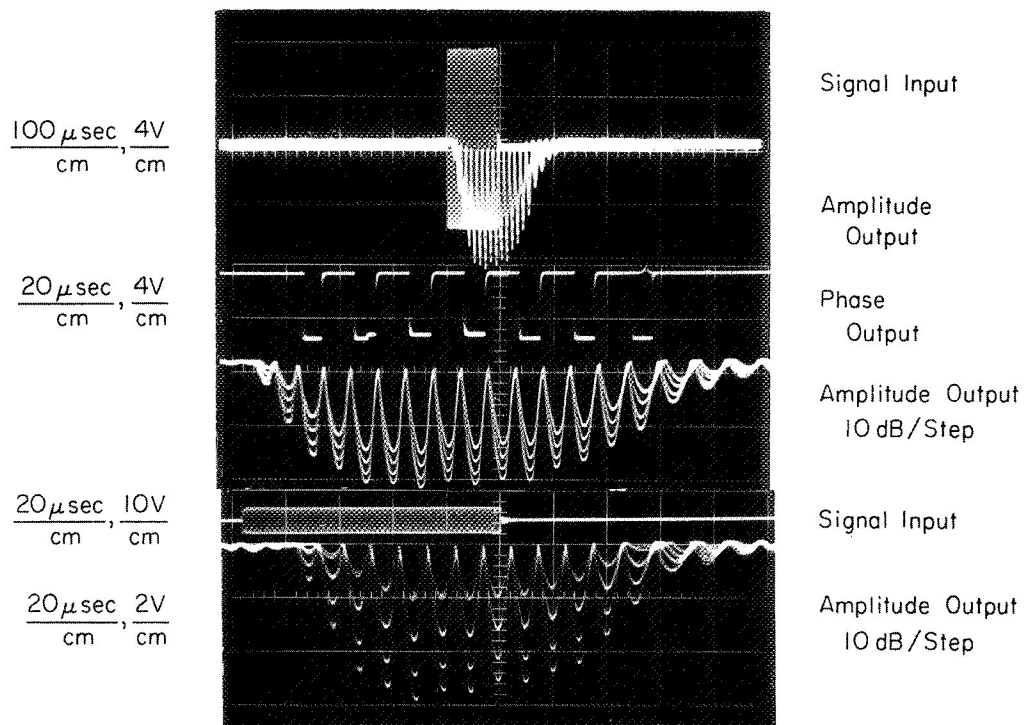 Signal Input
100 μsec/cm, 4V/cm
Amplitude
Output
20 μsec/cm, 4V/cm
Phase
Output
Amplitude Output
10 dB/Step
20 μsec/cm, 10V/cm
Signal Input
20 μsec/cm, 2V/cm
Amplitude Output
10 dB/Step